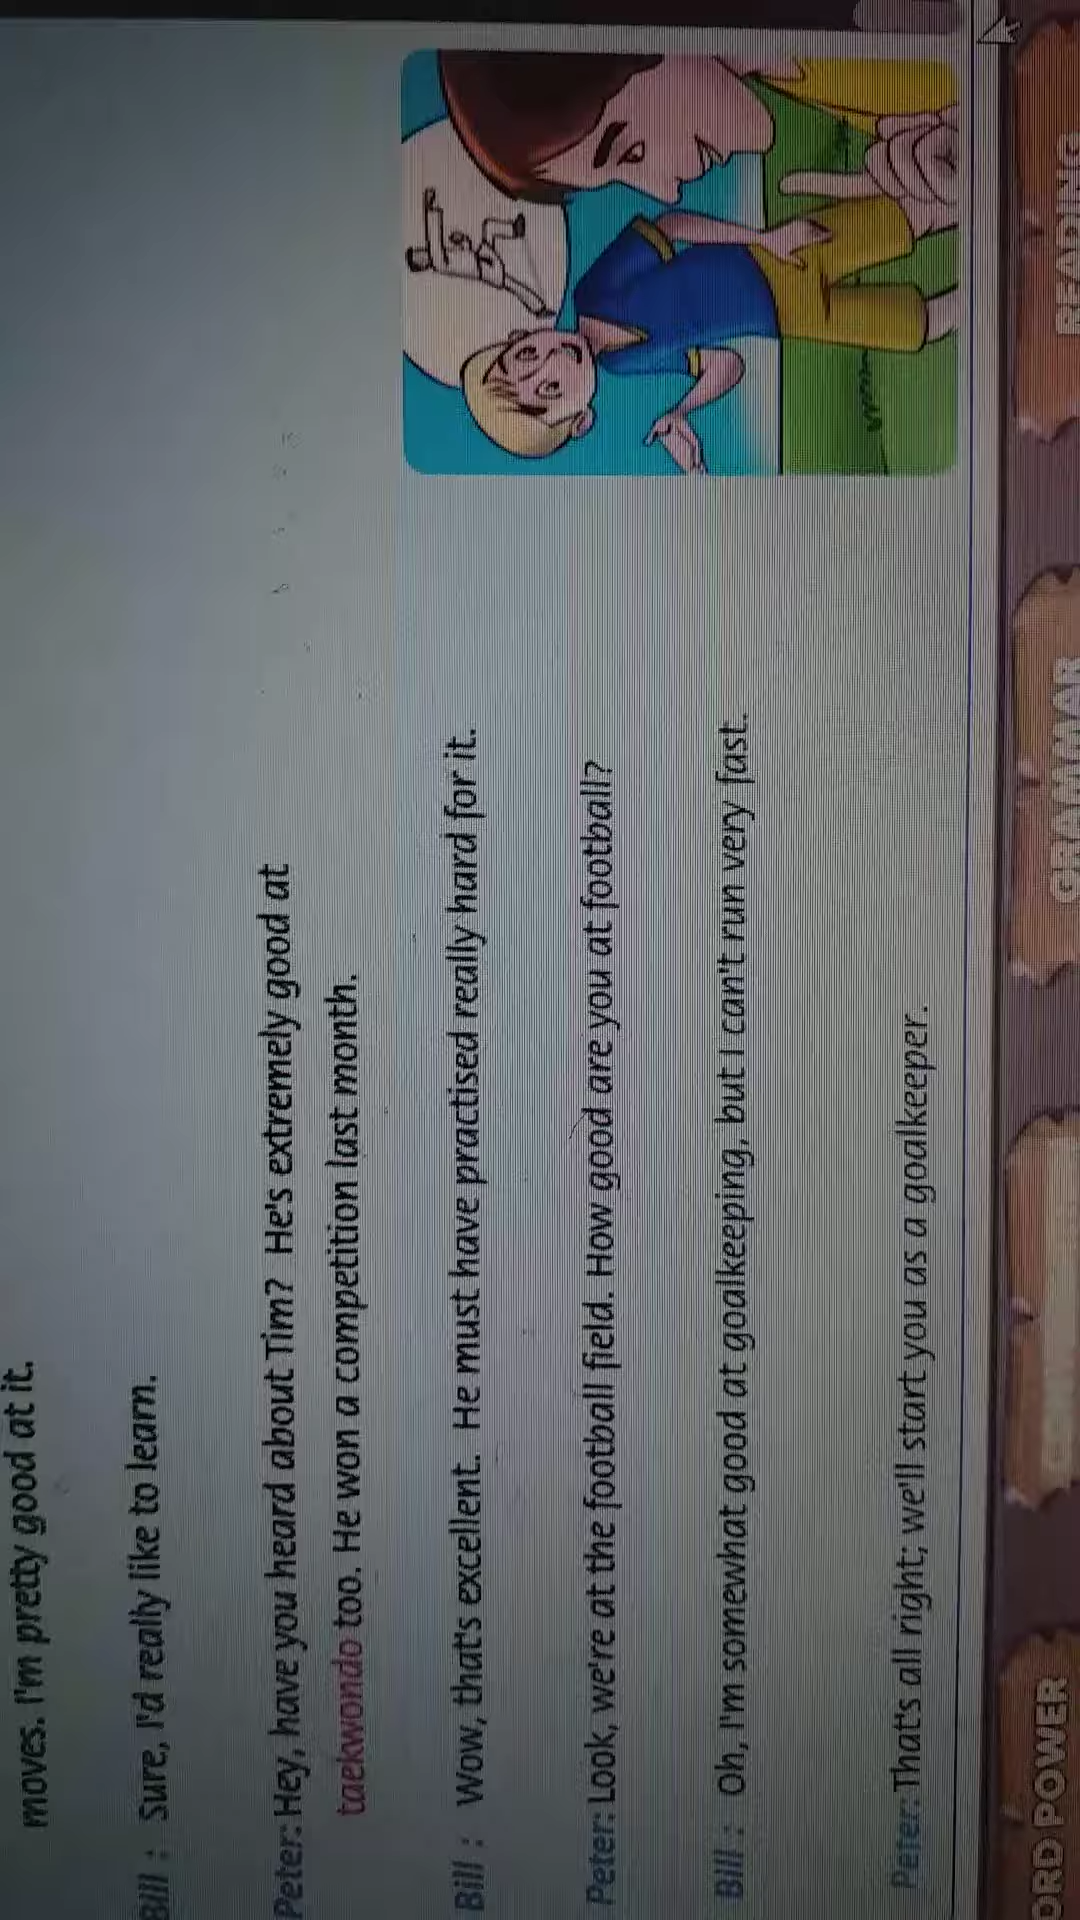 moves. I'm pretty good at it.
Bill : Sure, I'd really like to learn.
Peter: Hey, have you heard about Tim? He's extremely good at
taekwondo too. He won a competition last month.
Bill : Wow, that's excellent. He must have practised really hard for it.
Peter: Look, we're at the football field. How good are you at football?
Bill : Oh, I'm somewhat good at goalkeeping, but I can't run very fast.
Peter: That's all right; we'll start you as a goalkeeper.
ORD POWER
GRAMMAR
READING